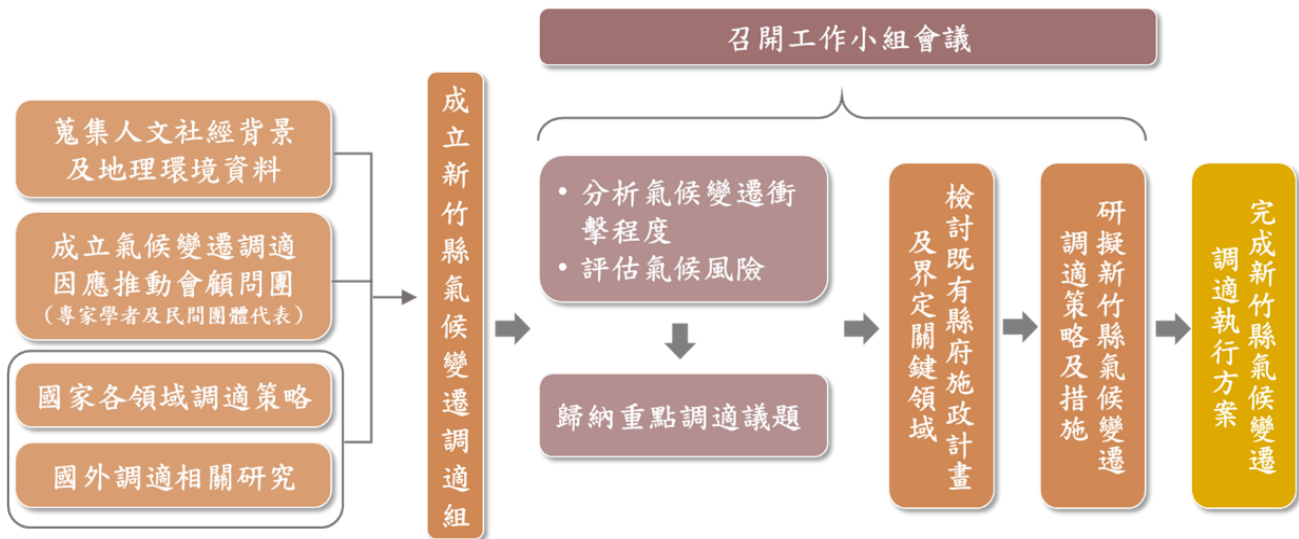 召開工作小組會議
蒐集人文社經背景
及地理環境資料
成立氣候變遷調適
因應推動會顧問團
（專家學者及民間團體代表）
國家各領域調適策略
國外調適相關研究
成立新竹縣氣候變遷調適組
• 分析氣候變遷衝
擊程度
• 評估氣候風險
歸納重點調適議題
檢討既有縣府施政計畫
及界定關鍵領域
研擬新竹縣氣候變遷
調適策略及措施
完成新竹縣氣候變遷
調適執行方案